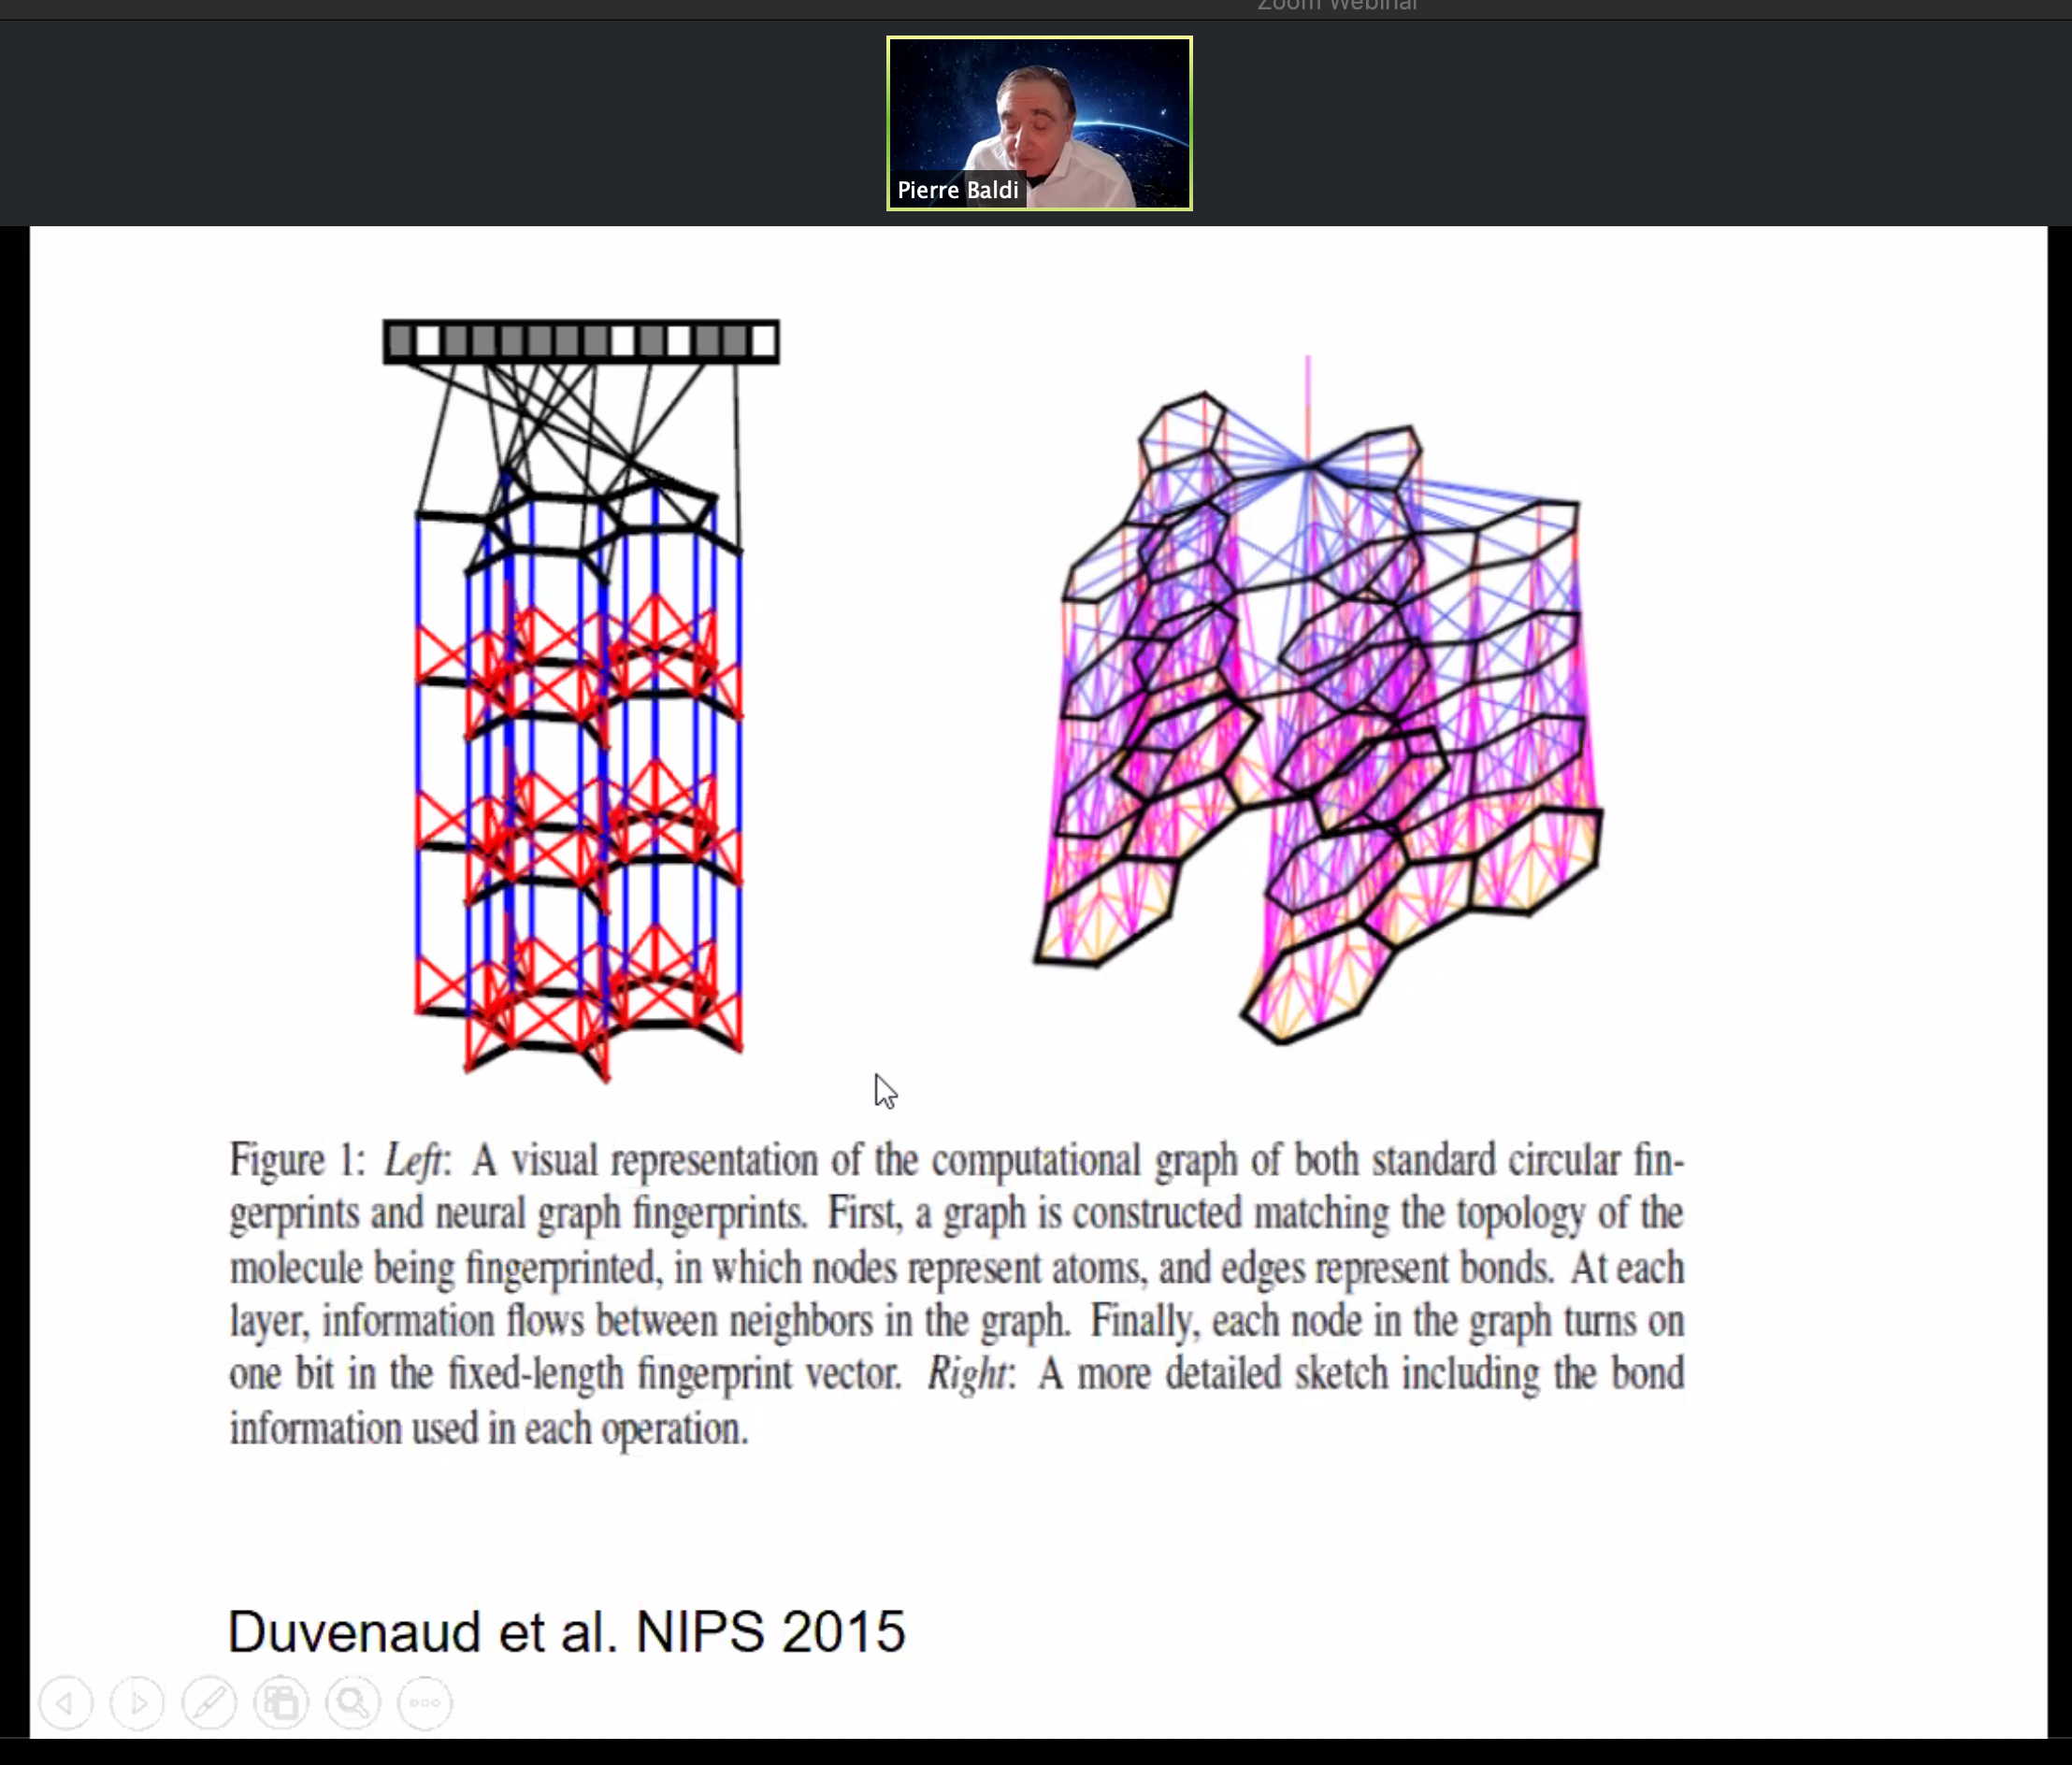 Zoom Webinar
Pierre Baldi
Figure 1: Left: A visual representation of the computational graph of both standard circular fin-
gerprints and neural graph fingerprints. First, a graph is constructed matching the topology of the
molecule being fingerprinted, in which nodes represent atoms, and edges represent bonds. At each
layer, information flows between neighbors in the graph. Finally, each node in the graph turns on
one bit in the fixed-length fingerprint vector. Right: A more detailed sketch including the bond
information used in each operation.
Duvenaud et al. NIPS 2015